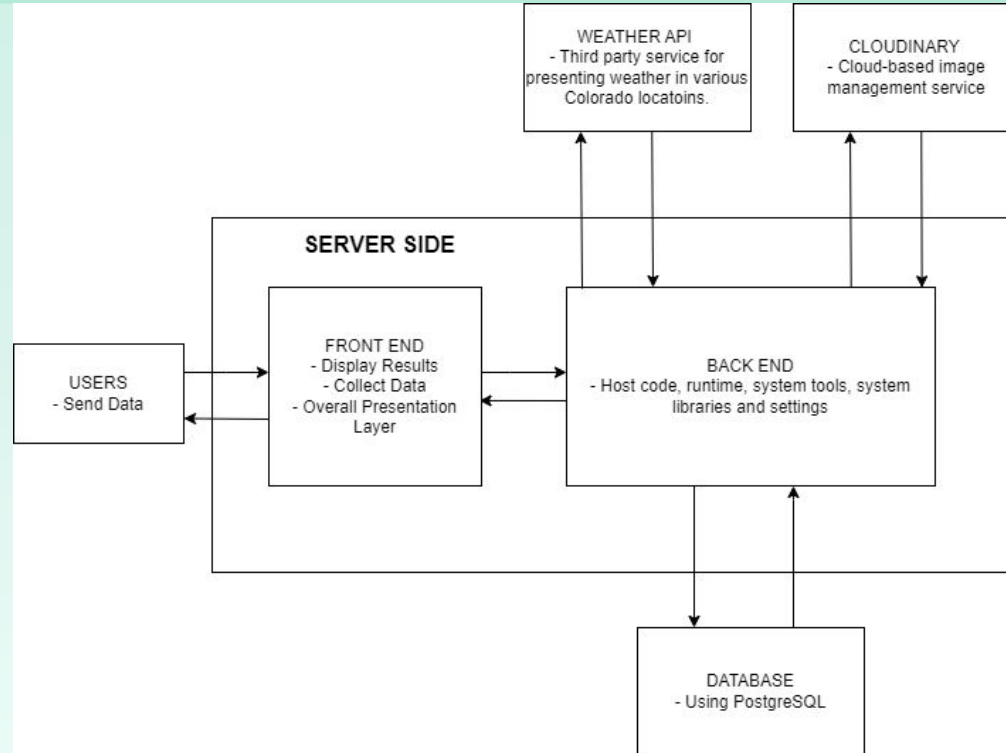 WEATHER API
- Third party service for
presenting weather in various
Colorado locatoins.
CLOUDINARY
- Cloud-based image
management service
SERVER SIDE
USERS
- Send Data
FRONT END
- Display Results
- Collect Data
- Overall Presentation
Layer
BACK END
- Host code, runtime, system tools, system
libraries and settings
DATABASE
- Using PostgreSQL